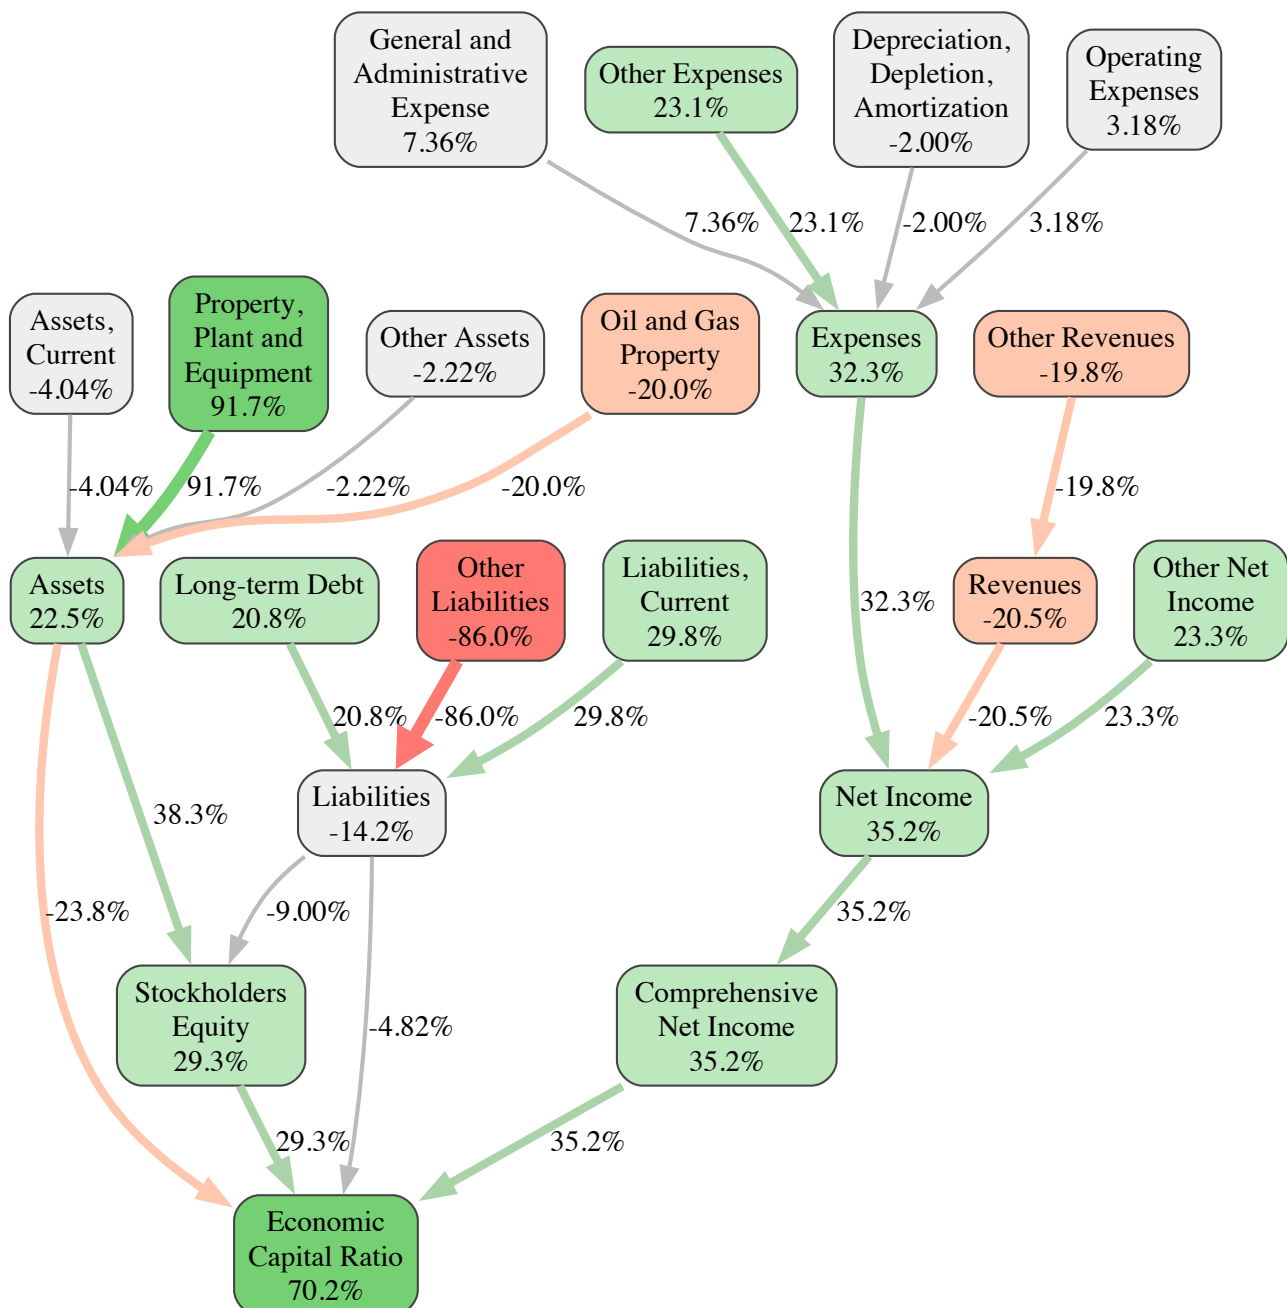 General and
Administrative
Expense
7.36%
Other Expenses
23.1%
Depreciation,
Depletion,
Amortization
-2.00%
Operating
Expenses
3.18%
7.36%
23.1%
-2.00%
3.18%
Assets,
Current
-4.04%
Property,
Plant and
Equipment
91.7%
Other Assets
-2.22%
Oil and Gas
Property
-20.0%
Expenses
32.3%
Other Revenues
-19.8%
-4.04%
91.7%
-2.22%
-20.0%
-19.8%
Assets
22.5%
Long-term Debt
20.8%
Other
Liabilities
-86.0%
Liabilities,
Current
29.8%
32.3%
Revenues
-20.5%
Other Net
Income
23.3%
20.8%
-86.0%
29.8%
-20.5%
23.3%
38.3%
Liabilities
-14.2%
Net Income
35.2%
-23.8%
-9.00%
35.2%
Stockholders
Equity
29.3%
-4.82%
Comprehensive
Net Income
35.2%
29.3%
35.2%
Economic
Capital Ratio
70.2%